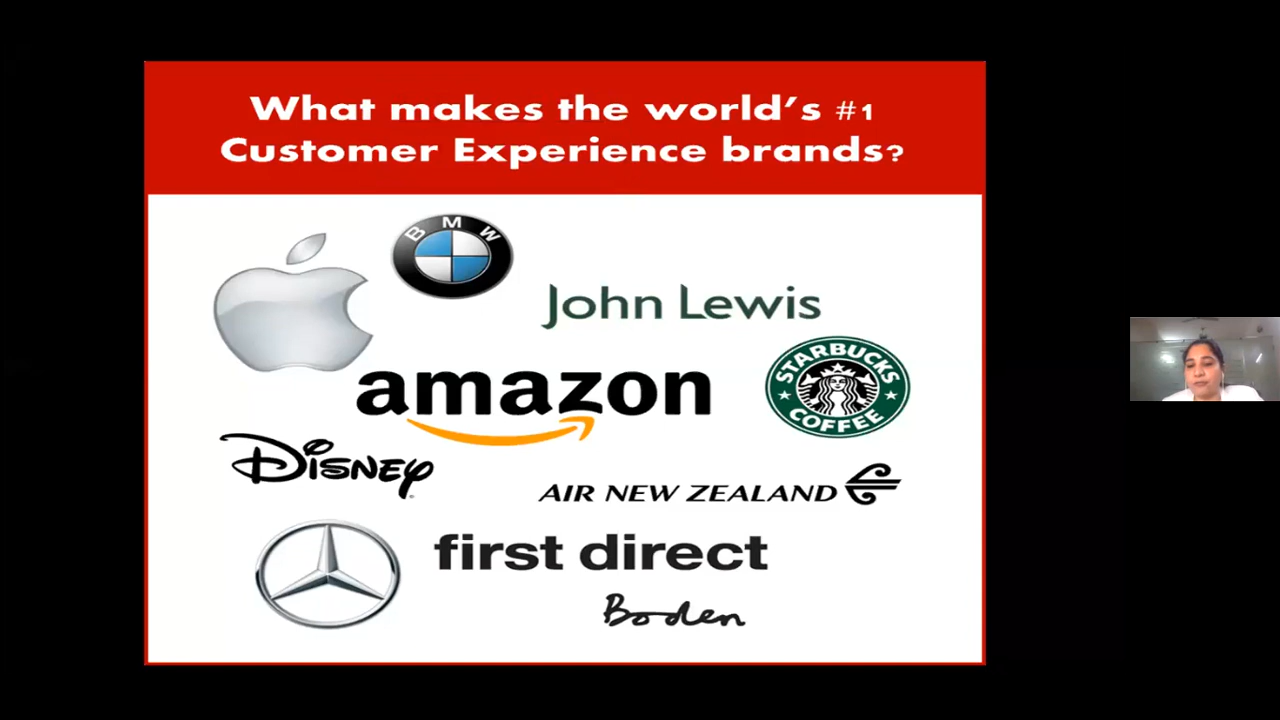 What makes the world's #1
Customer Experience brands?
BMW
John Lewis
STARBUCKS
COFFEE
amazon
Disney
AIR NEW ZEALAND
first direct
Boden